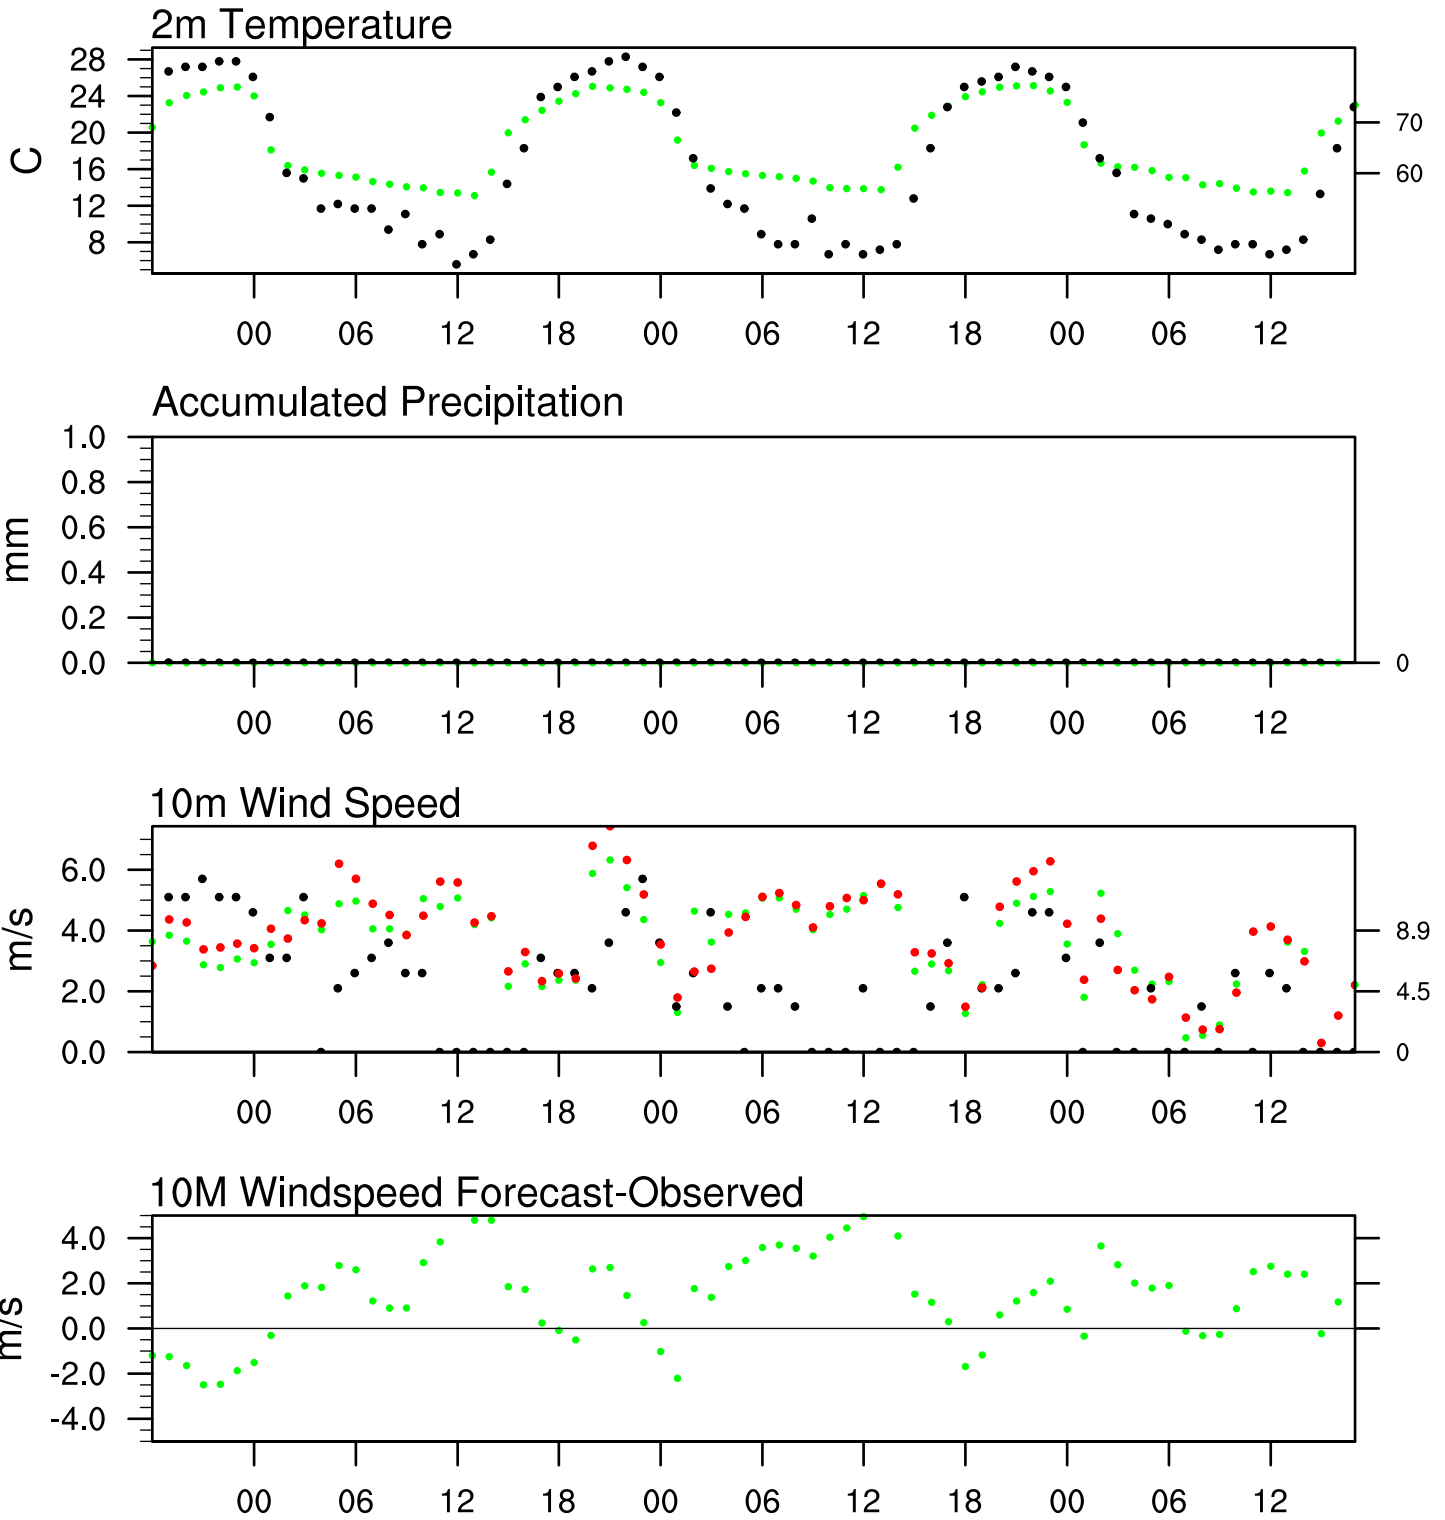 2m Temperature
28
24
20
16
12
8
C
70
60
00 06 12 18 00 06 12 18 00 06 12
Accumulated Precipitation
1.0
0.8
0.6
0.4
0.2
0.0
mm
0
00 06 12 18 00 06 12 18 00 06 12
10m Wind Speed
6.0
4.0
2.0
0.0
m/s
8.9
4.5
0
00 06 12 18 00 06 12 18 00 06 12
10M Windspeed Forecast-Observed
4.0
2.0
0.0
-2.0
-4.0
m/s
00 06 12 18 00 06 12 18 00 06 12